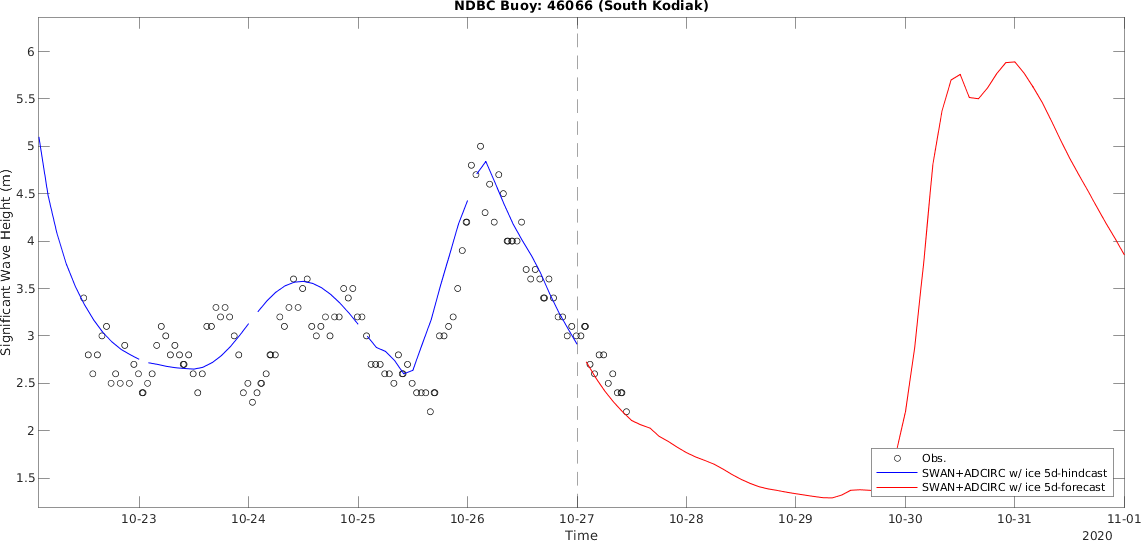 NDBC Buoy: 46066 (South Kodiak)
6
5.5
5
4.5
4
3.5
3
2.5
2
1.5
Significant Wave Height (m)
Obs.
SWAN+ADCIRC w/ ice 5d-hindcast
SWAN+ADCIRC w/ ice 5d-forecast
10-23 10-24 10-25 10-26 10-27 10-28 10-29 10-30 10-31 11-01
Time
2020